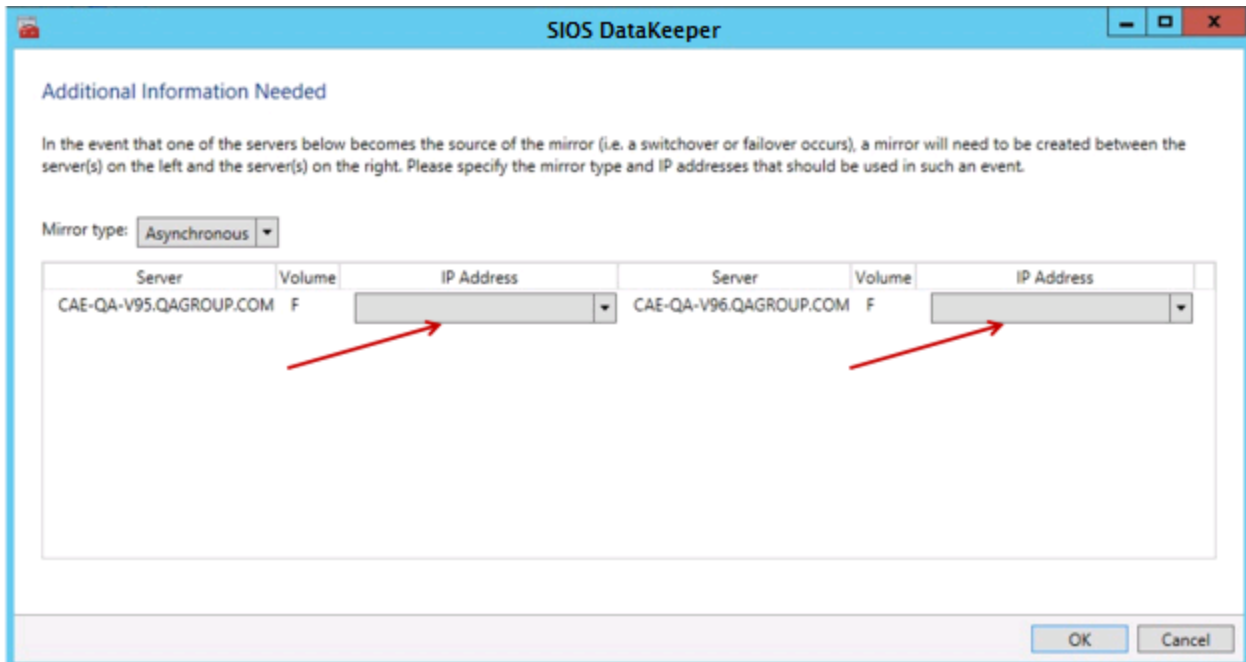 SIOS DataKeeper
Additional Information Needed
In the event that one of the servers below becomes the source of the mirror (i.e. a switchover or failover occurs), a mirror will need to be created between the
server(s) on the left and the server(s) on the right. Please specify the mirror type and IP addresses that should be used in such an event.
Mirror type: Asynchronous
Server Volume IP Address Server Volume IP Address
CAE-QA-V95.QAGROUP.COM F CAE-QA-V96.QAGROUP.COM F
OK Cancel